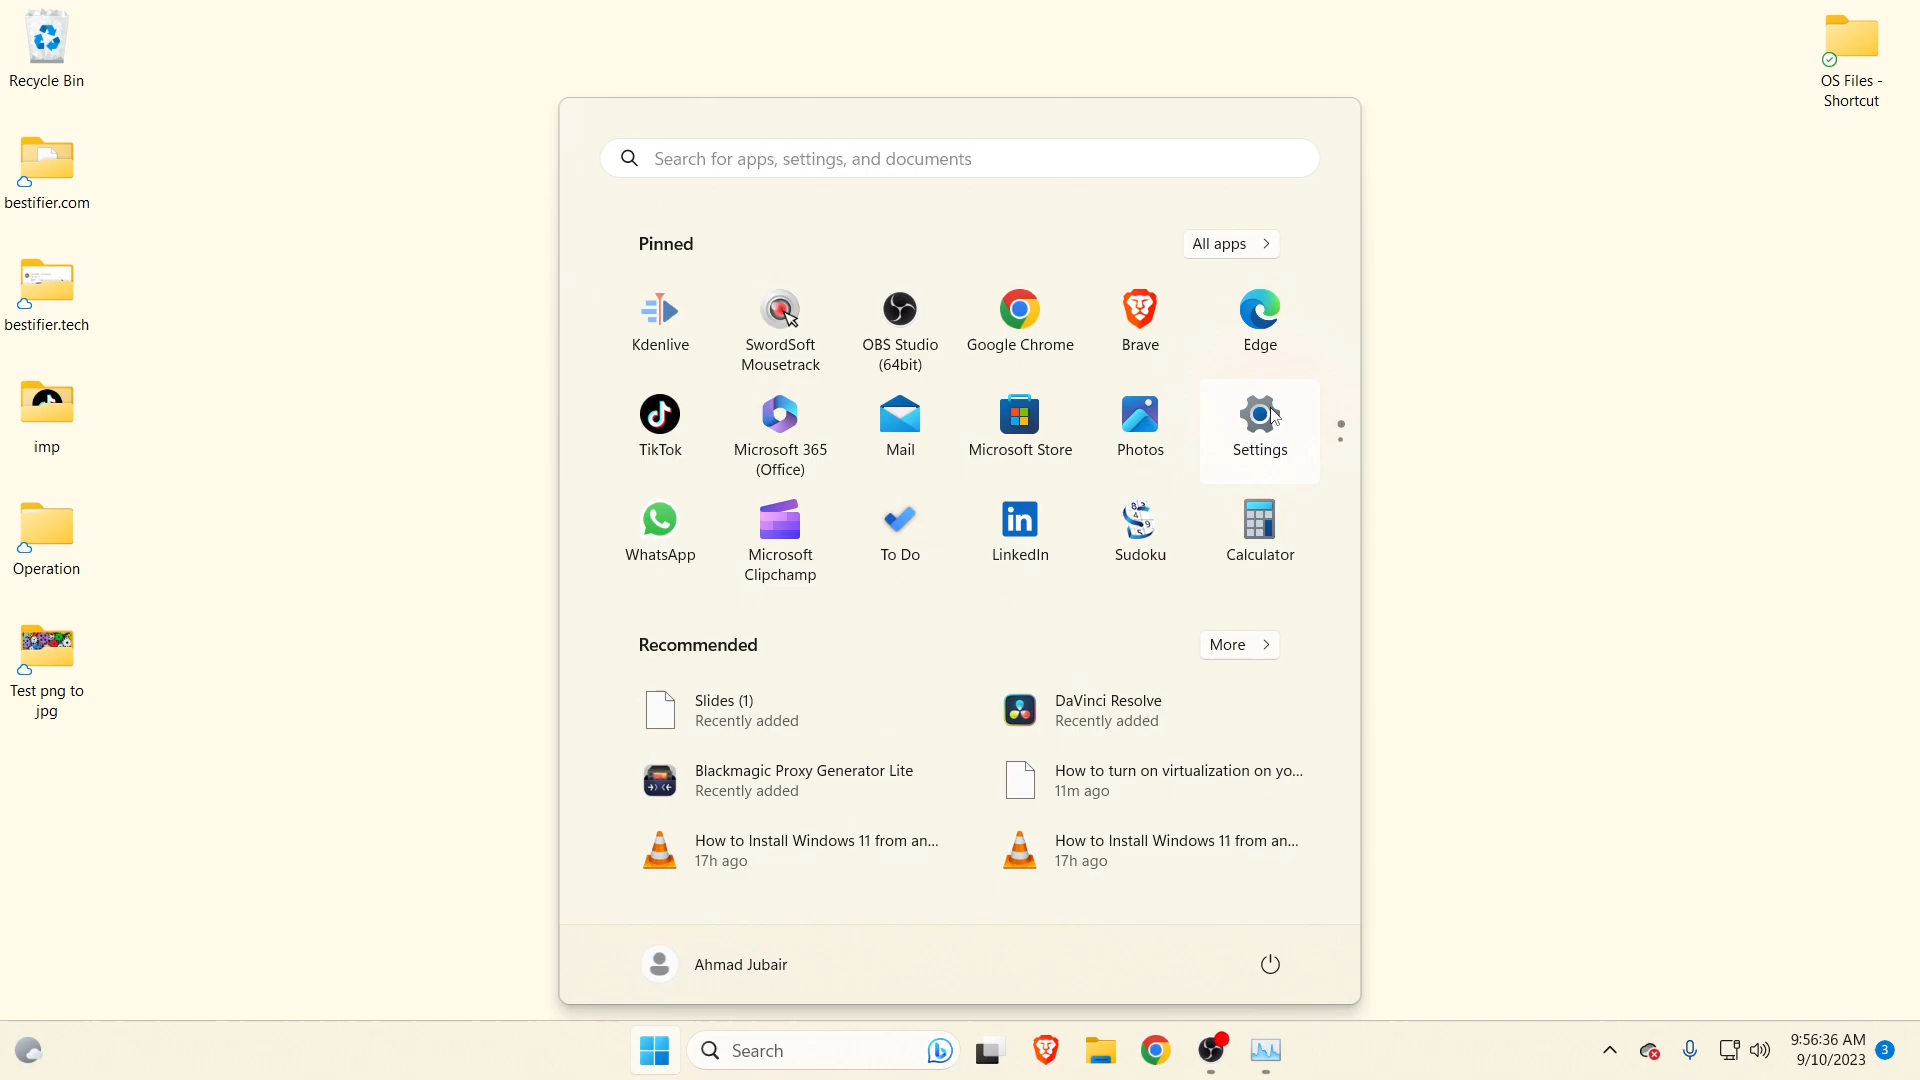 Recycle Bin
bestifier.com
bestifier.tech
imp
Operation
Test png to
jpg
OS Files -
Shortcut
Search for apps, settings, and documents
Pinned
All apps
Kdenlive
SwordSoft
Mousetrack
OBS Studio
(64bit)
Google Chrome
Brave
Edge
TikTok
Microsoft 365
(Office)
Mail
Microsoft Store
Photos
Settings
WhatsApp
Microsoft
Clipchamp
To Do
LinkedIn
Sudoku
Calculator
Recommended
More
Slides (1)
Recently added
DaVinci Resolve
Recently added
Blackmagic Proxy Generator Lite
Recently added
How to turn on virtualization on yo...
11m ago
How to Install Windows 11 from an...
17h ago
How to Install Windows 11 from an...
17h ago
Ahmad Jubair
Search
9:56:36 AM
9/10/2023
3